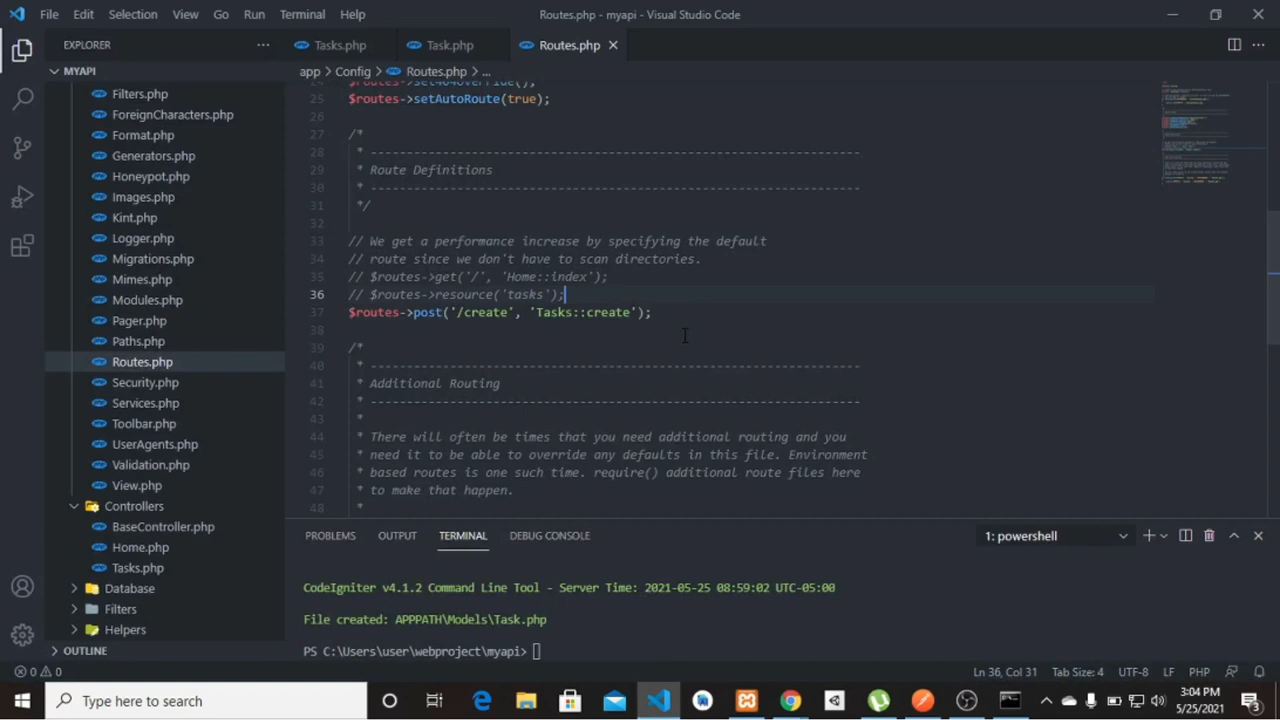 File Edit Selection View Go Run Terminal Help
Routes.php - myapi - Visual Studio Code
EXPLORER
MYAPI
Filters.php
ForeignCharacters.php
Format.php
Generators.php
Honeypot.php
Images.php
Kint.php
Logger.php
Migrations.php
Mimes.php
Modules.php
Pager.php
Paths.php
Routes.php
Security.php
Services.php
Toolbar.php
UserAgents.php
Validation.php
View.php
Controllers
BaseController.php
Home.php
Tasks.php
Database
Filters
Helpers
OUTLINE
Tasks.php Task.php Routes.php
app > Config > Routes.php > ...
24 $routes->set404Override();
25 $routes->setAutoRoute(true);
26
27 /*
28 * --------------------------------------------------------------------
29 * Route Definitions
30 * --------------------------------------------------------------------
31 */
32
33 // We get a performance increase by specifying the default
34 // route since we don't have to scan directories.
35 // $routes->get('/', 'Home::index');
36 // $routes->resource('tasks');
37 $routes->post('/create', 'Tasks::create');
38
39 /*
40 * --------------------------------------------------------------------
41 * Additional Routing
42 * --------------------------------------------------------------------
43 *
44 * There will often be times that you need additional routing and you
45 * need it to be able to override any defaults in this file. Environment
46 * based routes is one such time. require() additional route files here
47 * to make that happen.
48 *
PROBLEMS OUTPUT TERMINAL DEBUG CONSOLE
1: powershell
CodeIgniter v4.1.2 Command Line Tool - Server Time: 2021-05-25 08:59:02 UTC-05:00
File created: APPPATH\Models\Task.php
PS C:\Users\user\webproject\myapi>
0 0
Ln 36, Col 31 Tab Size: 4 UTF-8 LF PHP
Type here to search
3:04 PM
5/25/2021
3